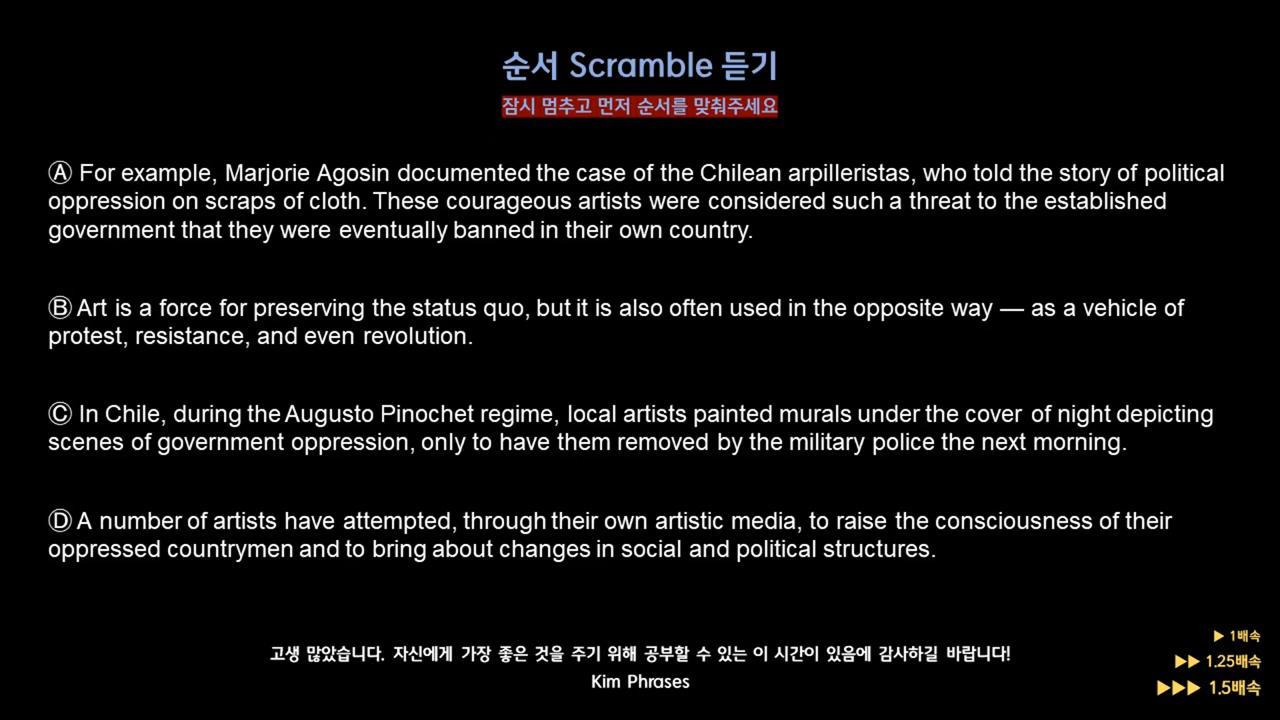 순서 Scramble 듣기
잠시 멈추고 먼저 순서를 맞춰주세요
Ⓐ For example, Marjorie Agosin documented the case of the Chilean arpilleristas, who told the story of political
oppression on scraps of cloth. These courageous artists were considered such a threat to the established
government that they were eventually banned in their own country.
Ⓑ Art is a force for preserving the status quo, but it is also often used in the opposite way — as a vehicle of
protest, resistance, and even revolution.
Ⓒ In Chile, during the Augusto Pinochet regime, local artists painted murals under the cover of night depicting
scenes of government oppression, only to have them removed by the military police the next morning.
Ⓓ A number of artists have attempted, through their own artistic media, to raise the consciousness of their
oppressed countrymen and to bring about changes in social and political structures.
고생 많았습니다. 자신에게 가장 좋은 것을 주기 위해 공부할 수 있는 이 시간이 있음에 감사하길 바랍니다!
Kim Phrases
▶ 1배속
▶▶ 1.25배속
▶▶▶ 1.5배속